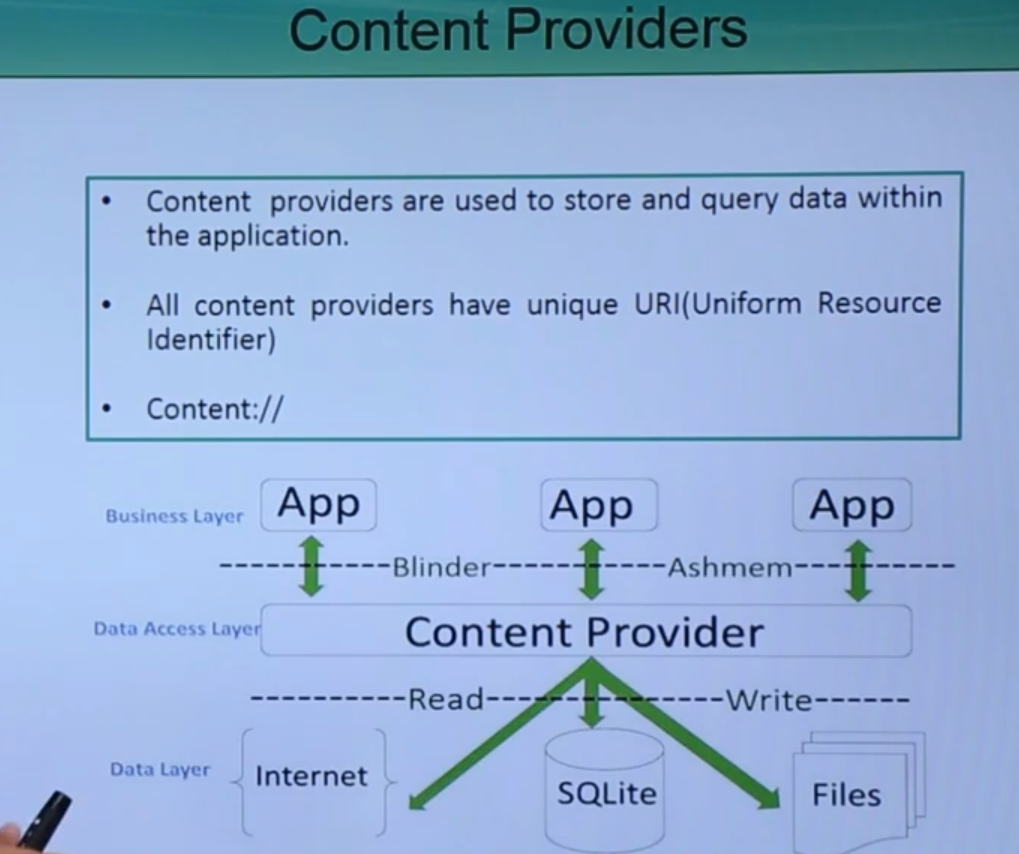 Content Providers
• Content providers are used to store and query data within
the application.
• All content providers have unique URI(Uniform Resource
Identifier)
• Content://
Business Layer App App App
Blinder Ashmem
Data Access Layer Content Provider
Read Write
Data Layer Internet SQLite Files